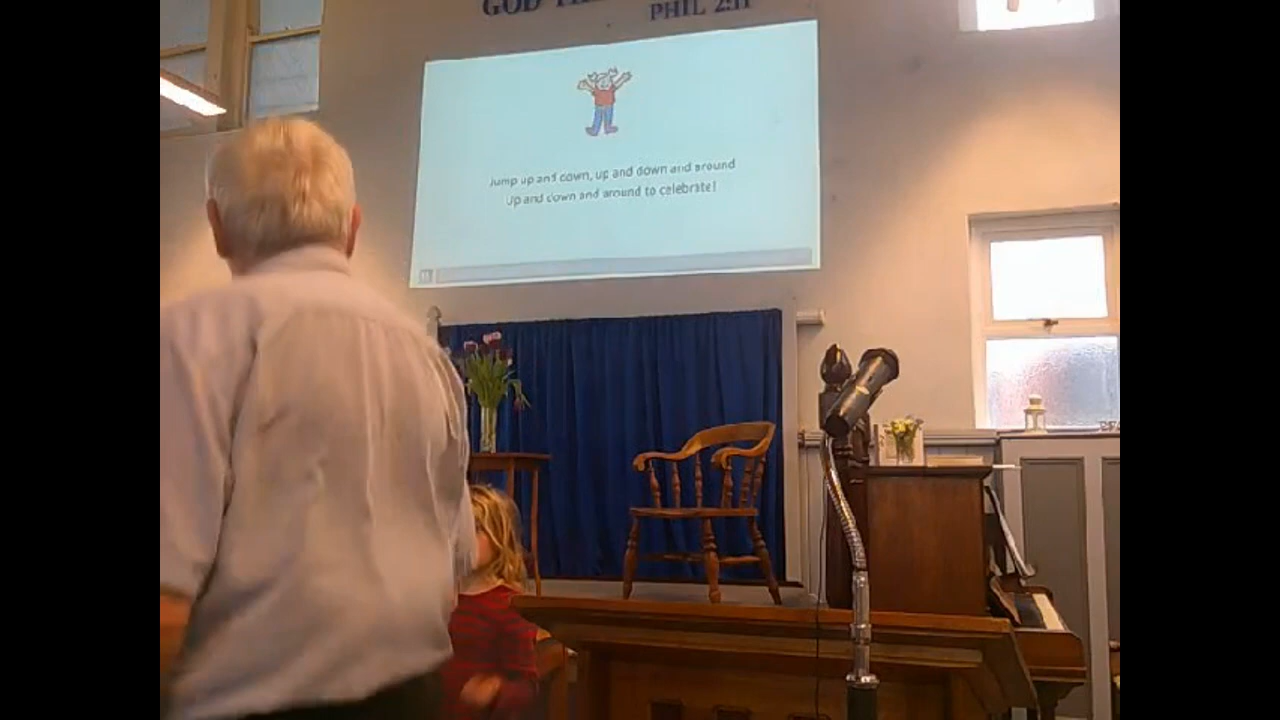 GOD
PHIL 2:11
Jump up and down, up and down and around
Up and down and around to celebrate!